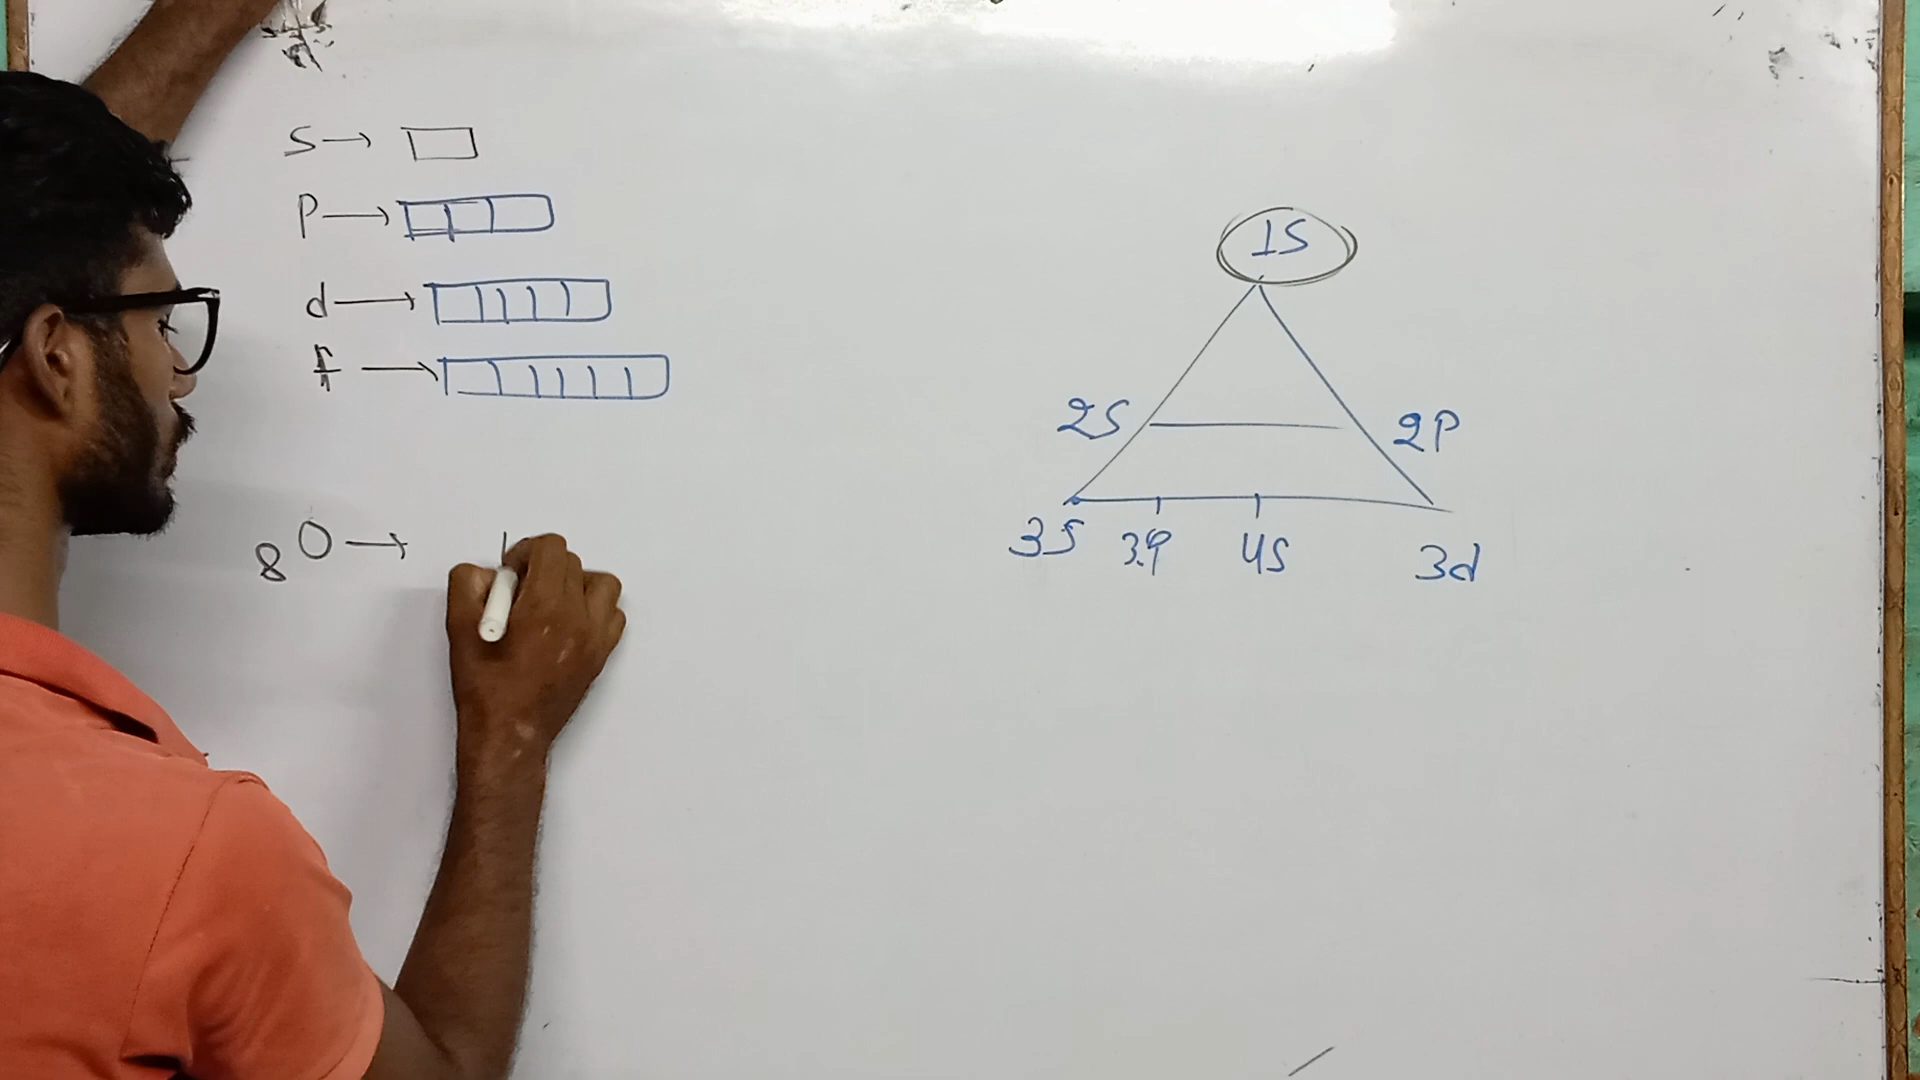 S →
P →
d →
f →
1S
2S 2P
3S 3P 4S 3d
₈O →